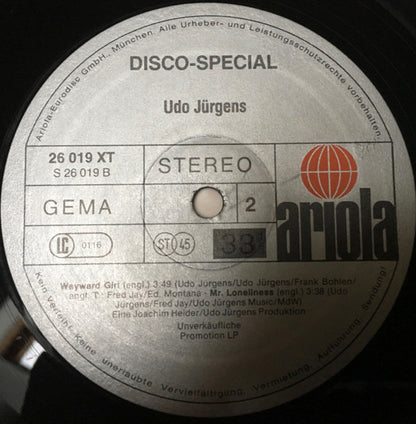 Ariola-Eurodisc GmbH., München. Alle Urheber- und Leistungsschutzrechte vorbehalten.
DISCO-SPECIAL
Udo Jürgens
26 019 XT
S 26 019 B
STEREO
GEMA
2
ariola
LC 0116
ST 45
33
Wayward Girl (engl.) 3:49 (Udo Jürgens/Udo Jürgens/Frank Bohlen/
engl. T. Fred Jay/Ed. Montana - Mr. Loneliness (engl.) 3:38 (Udo
Jürgens/Fred Jay/Udo Jürgens Music/MdW)
Eine Joachim Heider/Udo Jürgens Produktion
Unverkäufliche
Promotion LP
Kein Verleih! Keine unerlaubte Vervielfältigung, Vermietung, Aufführung, Sendung!